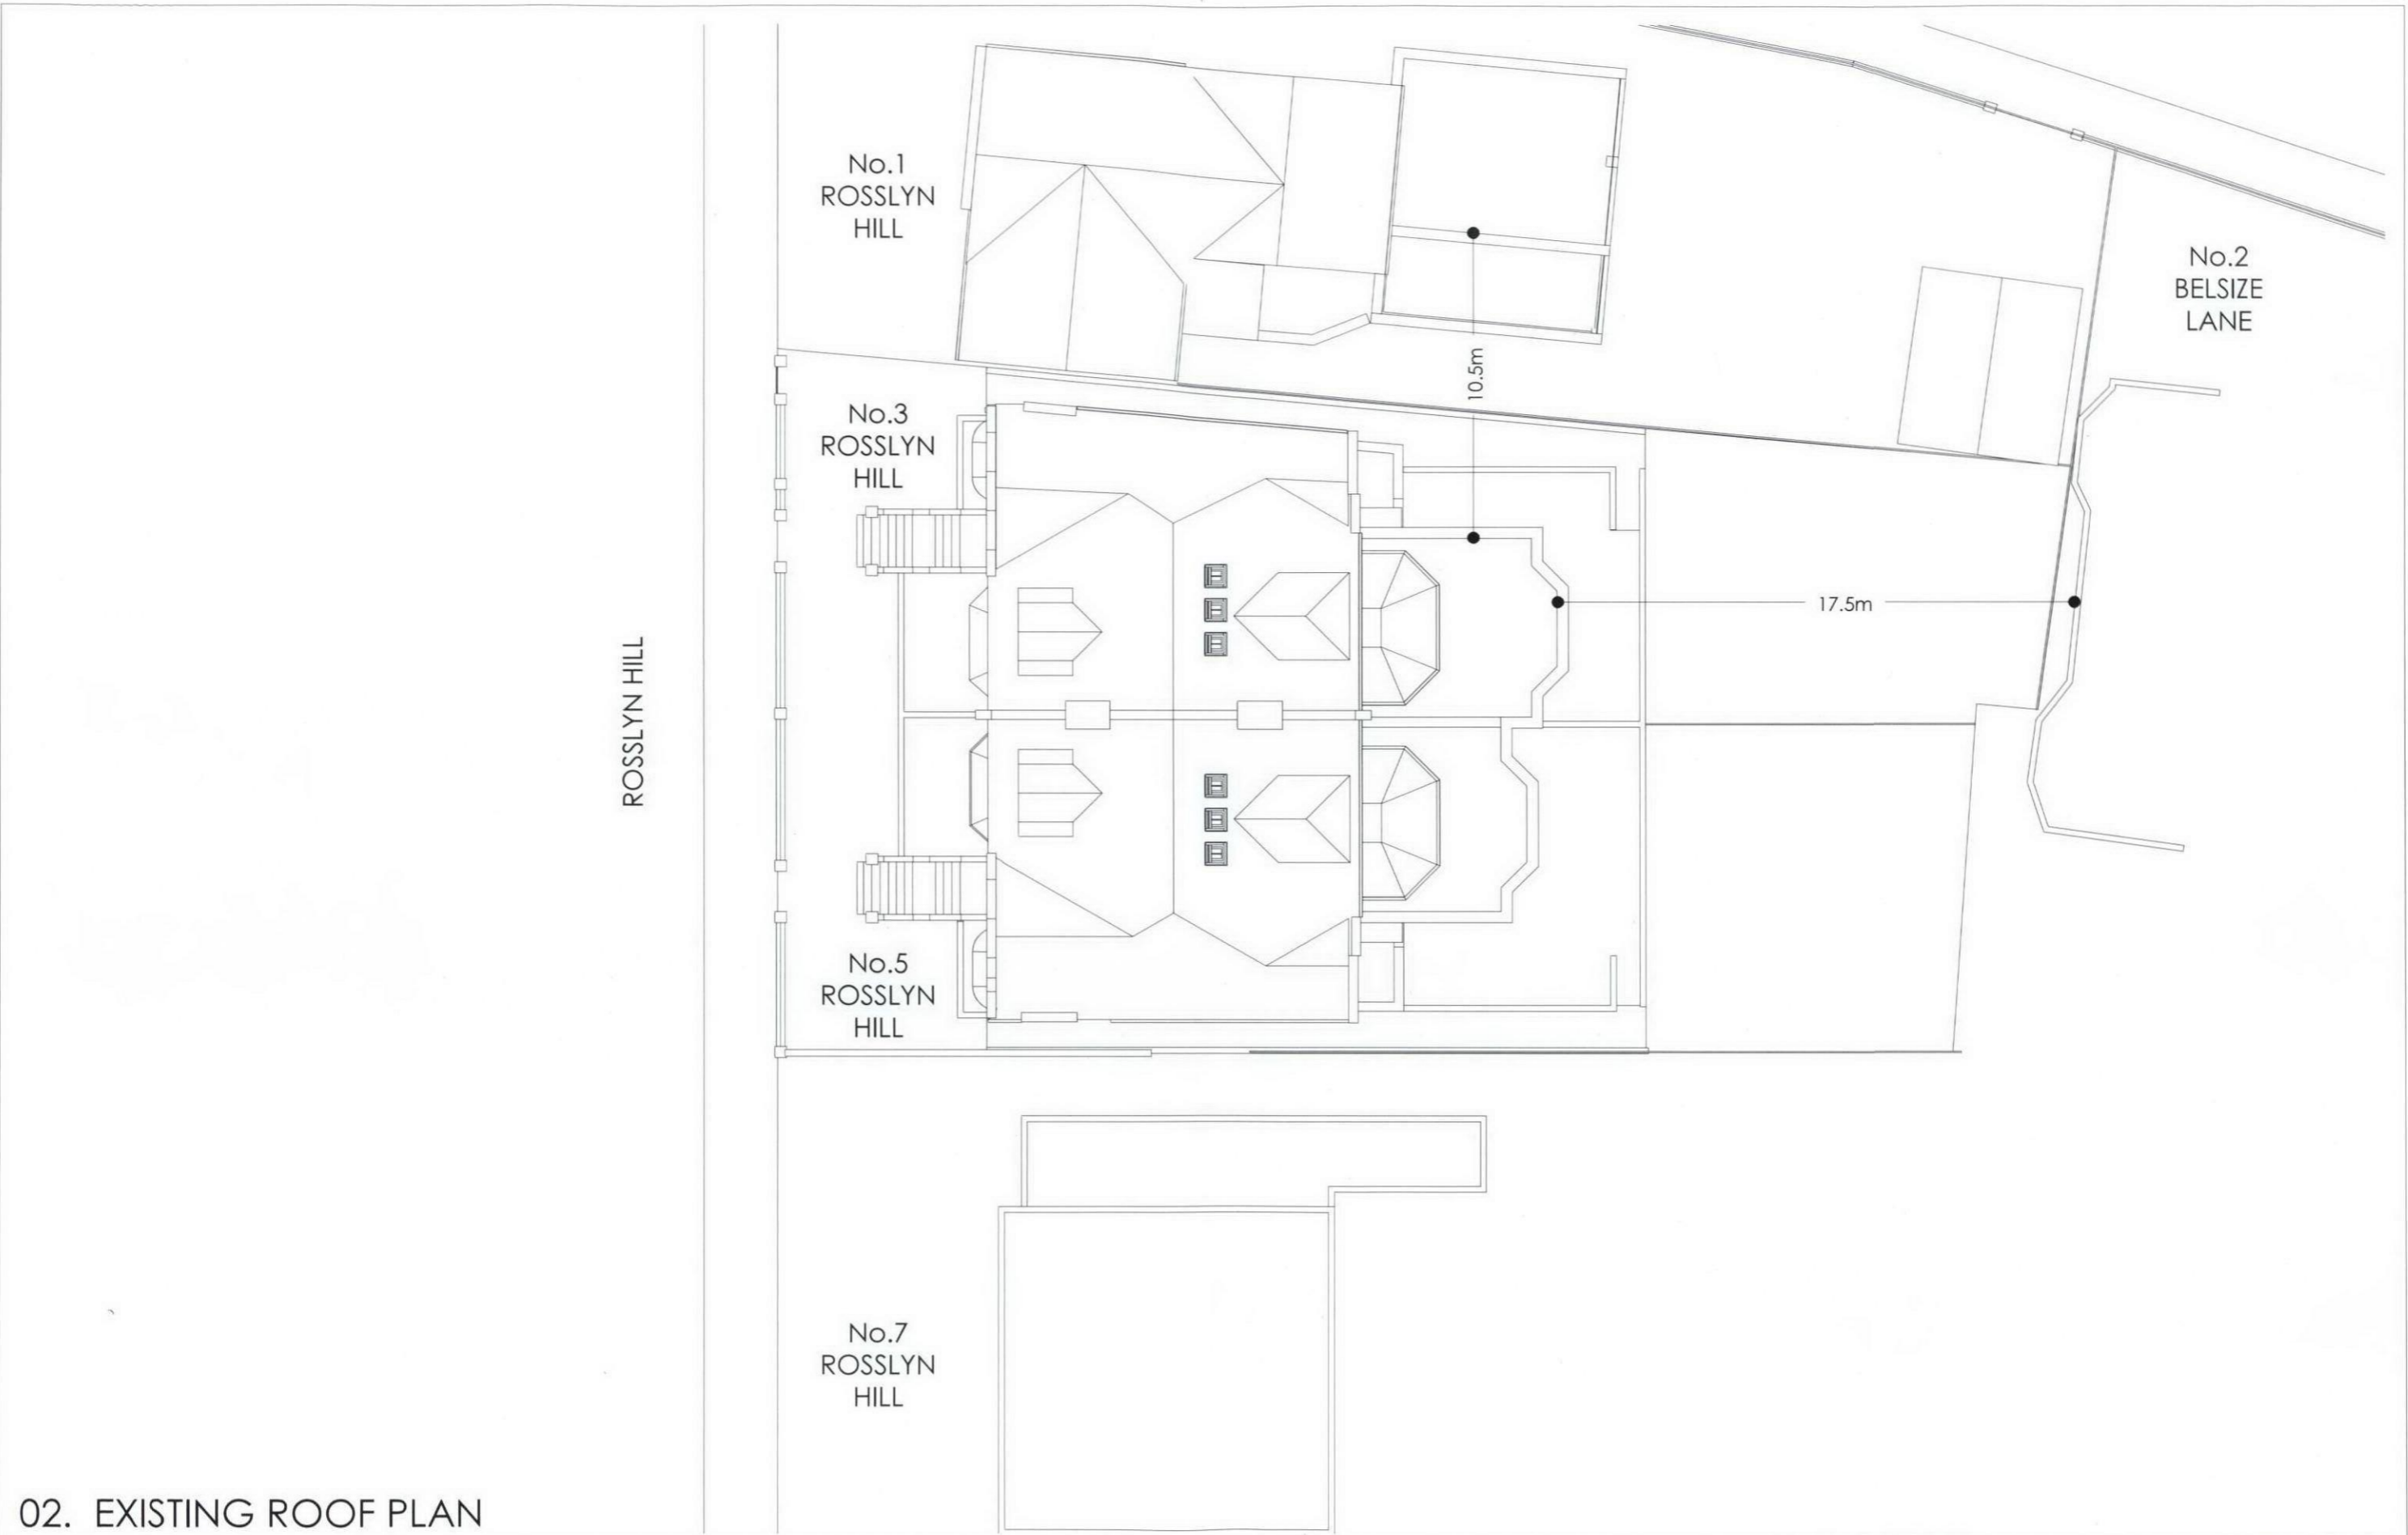 No.1
ROSSLYN
HILL
No.2
BELSIZE
LANE
10.5m
No.3
ROSSLYN
HILL
17.5m
ROSSLYN HILL
No.5
ROSSLYN
HILL
No.7
ROSSLYN
HILL
02. EXISTING ROOF PLAN